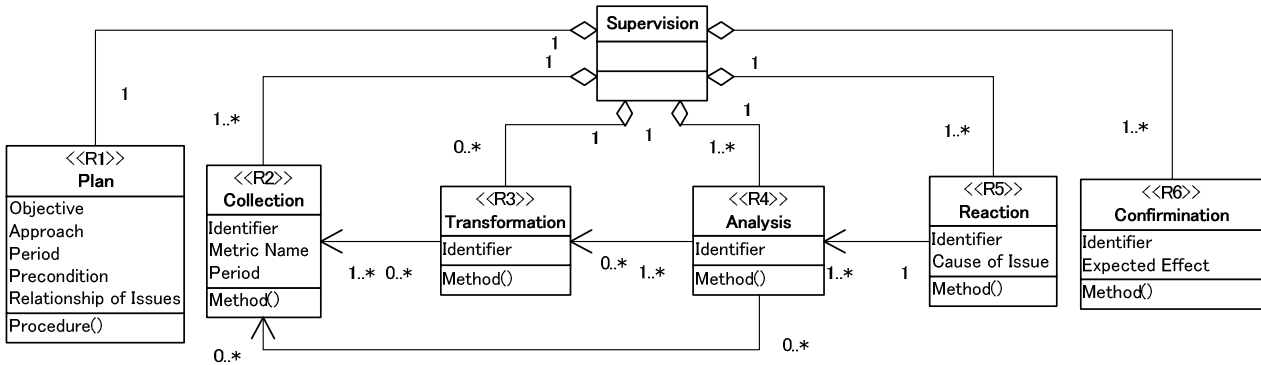 Supervision
1
1
1
1
1
1
1
1..*
0..*
1..*
1..*
1..*
<<R1>>
Plan
Objective
Approach
Period
Precondition
Relationship of Issues
Procedure()
<<R2>>
Collection
Identifier
Metric Name
Period
Method()
<<R3>>
Transformation
Identifier
Method()
<<R4>>
Analysis
Identifier
Method()
<<R5>>
Reaction
Identifier
Cause of Issue
Method()
<<R6>>
Confirmination
Identifier
Expected Effect
Method()
1..*
0..*
0..*
1..*
1..*
1
0..*
0..*